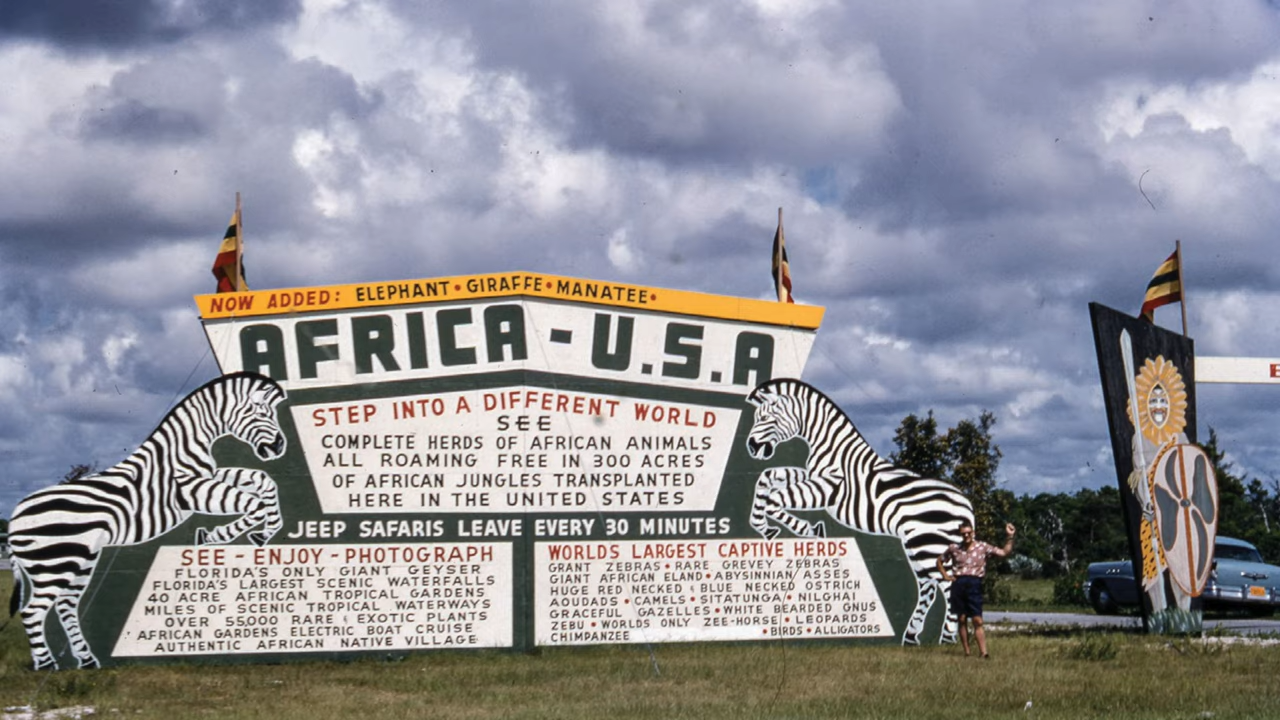 NOW ADDED: ELEPHANT • GIRAFFE • MANATEE •
AFRICA - U.S.A
STEP INTO A DIFFERENT WORLD
SEE
COMPLETE HERDS OF AFRICAN ANIMALS
ALL ROAMING FREE IN 300 ACRES
OF AFRICAN JUNGLES TRANSPLANTED
HERE IN THE UNITED STATES
JEEP SAFARIS LEAVE EVERY 30 MINUTES
SEE - ENJOY - PHOTOGRAPH
FLORIDA'S ONLY GIANT GEYSER
FLORIDA'S LARGEST SCENIC WATERFALLS
40 ACRE AFRICAN TROPICAL GARDENS
MILES OF SCENIC TROPICAL WATERWAYS
OVER 55,000 RARE & EXOTIC PLANTS
AFRICAN GARDENS ELECTRIC BOAT CRUISE
AUTHENTIC AFRICAN NATIVE VILLAGE
WORLDS LARGEST CAPTIVE HERDS
GRANT ZEBRAS • RARE GREVEY ZEBRAS
GIANT AFRICAN ELAND • ABYSINNIAN ASSES
HUGE RED NECKED & BLUE NECKED OSTRICH
AOUDADS • CAMELS • SITATUNGA • NILGHAI
GRACEFUL GAZELLES • WHITE BEARDED GNUS
ZEBU • WORLDS ONLY ZEE-HORSE • LEOPARDS
CHIMPANZEE • BIRDS • ALLIGATORS
E